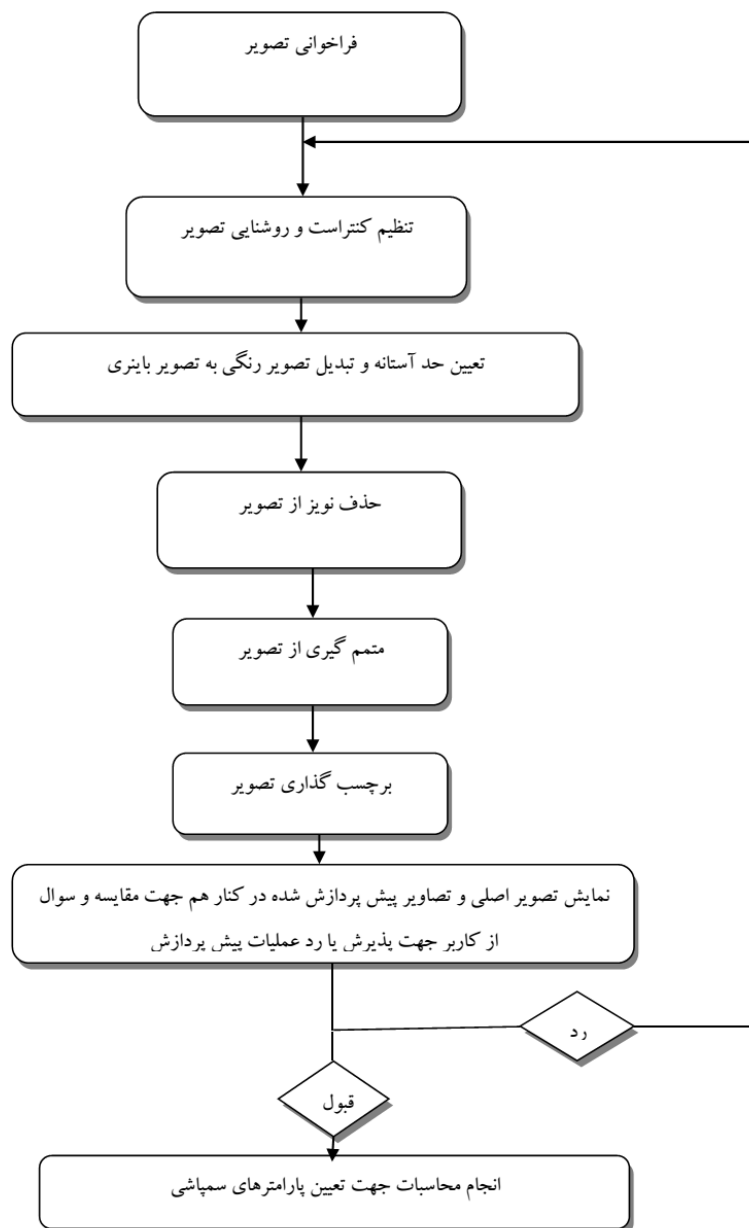 فراخوانی تصویر
تنظیم کنتراست و روشنایی تصویر
تعیین حد آستانه و تبدیل تصویر رنگی به تصویر باینری
حذف نویز از تصویر
متمم گیری از تصویر
برچسب گذاری تصویر
نمایش تصویر اصلی و تصاویر پیش پردازش شده در کنار هم جهت مقایسه و سوال
از کاربر جهت پذیرش یا رد عملیات پیش پردازش
رد
قبول
انجام محاسبات جهت تعیین پارامترهای سمپاشی